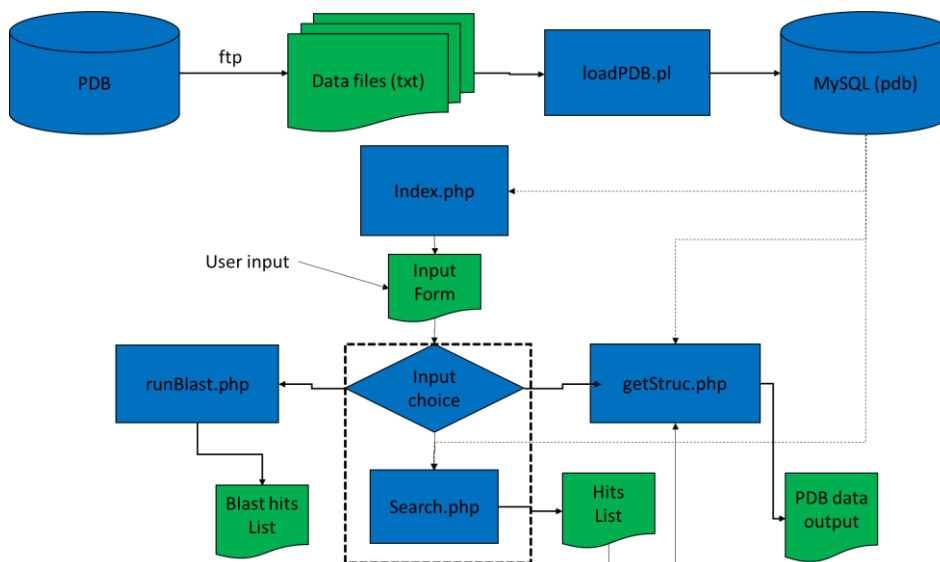 ftp
PDB
Data files (txt)
loadPDB.pl
MySQL (pdb)
Index.php
User input
Input
Form
runBlast.php
Input
choice
getStruc.php
Blast hits
List
Search.php
Hits
List
PDB data
output